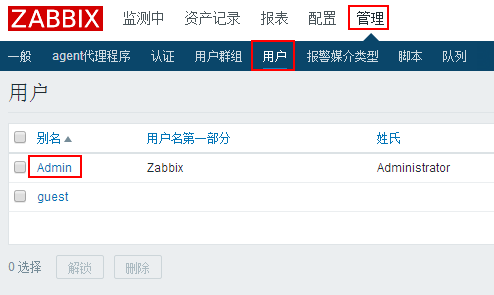 ZABBIX 监测中 资产记录 报表 配置 管理
一般 agent代理程序 认证 用户群组 用户 报警媒介类型 脚本 队列
用户
别名 用户名第一部分 姓氏
Admin Zabbix Administrator
guest
0 选择 解锁 删除